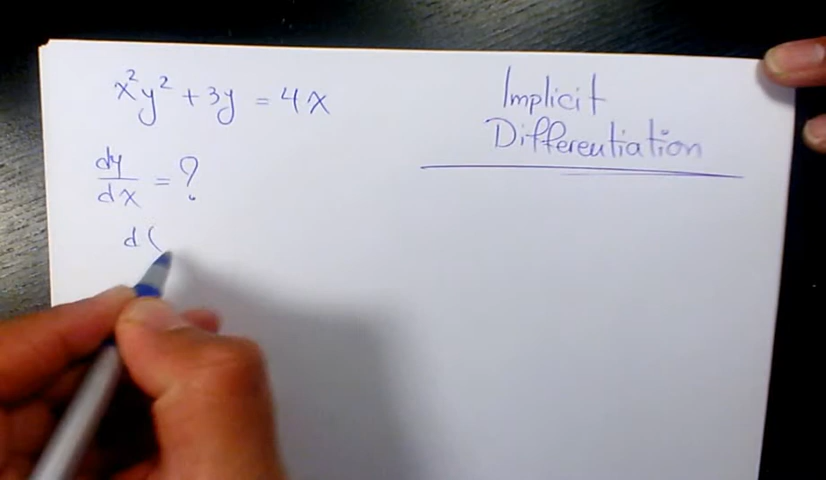 x²y² + 3y = 4x
Implicit
Differentiation
dy/dx = ?
d(